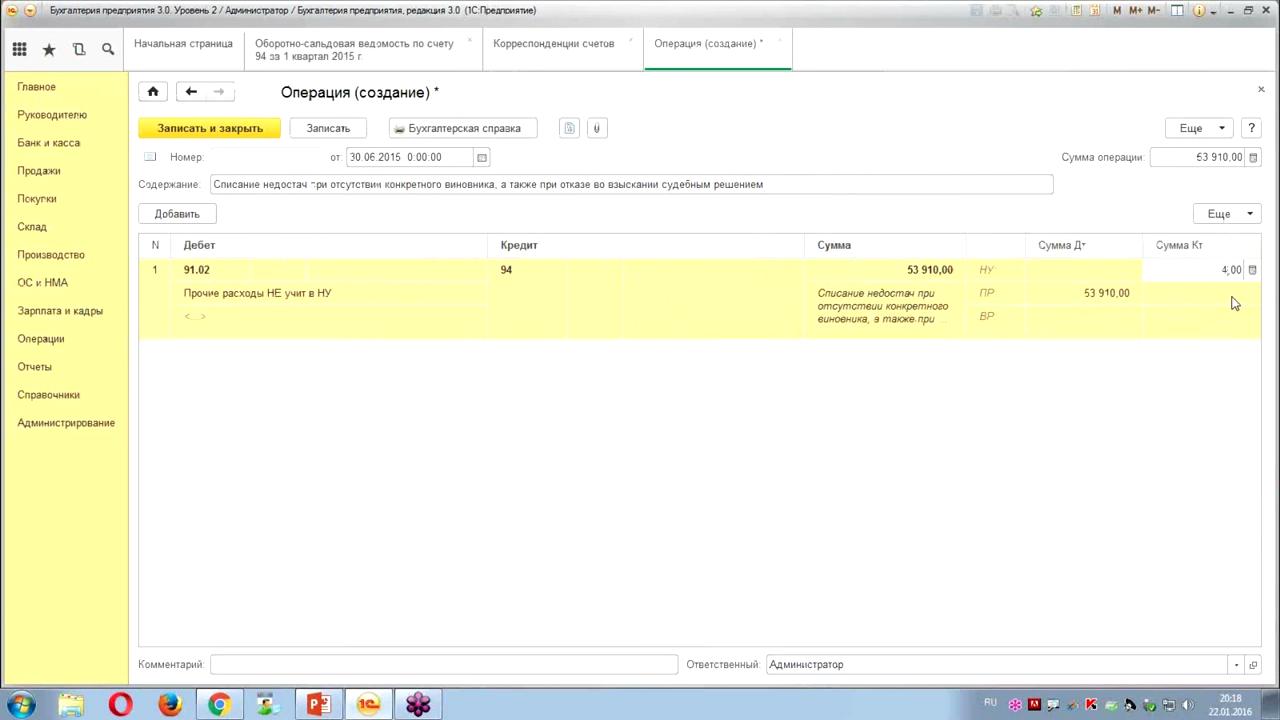 Бухгалтерия предприятия 3.0. Уровень 2 / Администратор / Бухгалтерия предприятия, редакция 3.0 (1С:Предприятие)
M M+ M-
Начальная страница
Оборотно-сальдовая ведомость по счету
94 за 1 квартал 2015 г.
Корреспонденции счетов
Операция (создание) *
Главное
Руководителю
Банк и касса
Продажи
Покупки
Склад
Производство
ОС и НМА
Зарплата и кадры
Операции
Отчеты
Справочники
Администрирование
Операция (создание) *
Записать и закрыть
Записать
Бухгалтерская справка
Еще
?
Номер:
от:
30.06.2015 0:00:00
Сумма операции:
53 910,00
Содержание:
Списание недостач при отсутствии конкретного виновника, а также при отказе во взыскании судебным решением
Добавить
Еще
N Дебет Кредит Сумма Сумма Дт Сумма Кт
1 91.02 94 53 910,00 НУ 4,00
Прочие расходы НЕ учит в НУ
Списание недостач при
отсутствии конкретного
виновника, а также при ...
ПР 53 910,00
<...>
ВР
Комментарий:
Ответственный:
Администратор
RU
20:18
22.01.2016